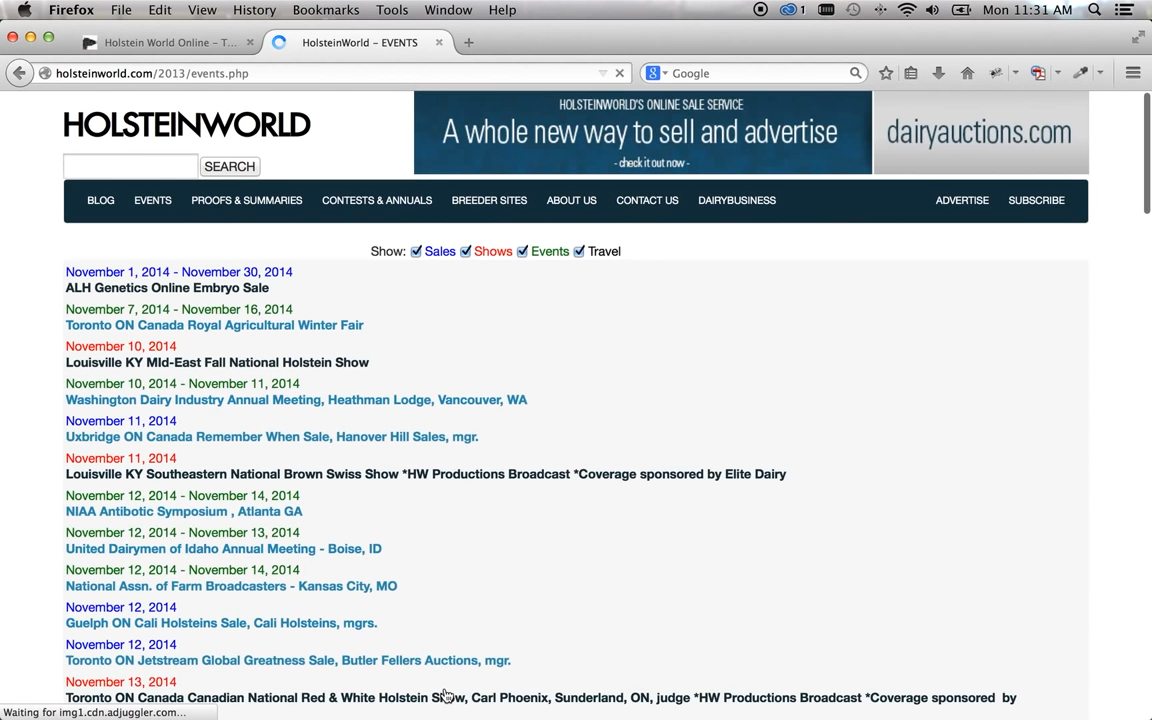 Firefox File Edit View History Bookmarks Tools Window Help 1 Mon 11:31 AM
Holstein World Online – T... × HolsteinWorld – EVENTS × +
holsteinworld.com/2013/events.php Google
HOLSTEINWORLD
HOLSTEINWORLD'S ONLINE SALE SERVICE
A whole new way to sell and advertise
- check it out now -
dairyauctions.com
SEARCH
BLOG EVENTS PROOFS & SUMMARIES CONTESTS & ANNUALS BREEDER SITES ABOUT US CONTACT US DAIRYBUSINESS ADVERTISE SUBSCRIBE
Show: Sales Shows Events Travel
November 1, 2014 - November 30, 2014
ALH Genetics Online Embryo Sale
November 7, 2014 - November 16, 2014
Toronto ON Canada Royal Agricultural Winter Fair
November 10, 2014
Louisville KY MId-East Fall National Holstein Show
November 10, 2014 - November 11, 2014
Washington Dairy Industry Annual Meeting, Heathman Lodge, Vancouver, WA
November 11, 2014
Uxbridge ON Canada Remember When Sale, Hanover Hill Sales, mgr.
November 11, 2014
Louisville KY Southeastern National Brown Swiss Show *HW Productions Broadcast *Coverage sponsored by Elite Dairy
November 12, 2014 - November 14, 2014
NIAA Antibotic Symposium , Atlanta GA
November 12, 2014 - November 13, 2014
United Dairymen of Idaho Annual Meeting - Boise, ID
November 12, 2014 - November 14, 2014
National Assn. of Farm Broadcasters - Kansas City, MO
November 12, 2014
Guelph ON Cali Holsteins Sale, Cali Holsteins, mgrs.
November 12, 2014
Toronto ON Jetstream Global Greatness Sale, Butler Fellers Auctions, mgr.
November 13, 2014
Toronto ON Canada Canadian National Red & White Holstein Show, Carl Phoenix, Sunderland, ON, judge *HW Productions Broadcast *Coverage sponsored by
Waiting for img1.cdn.adjuggler.com...